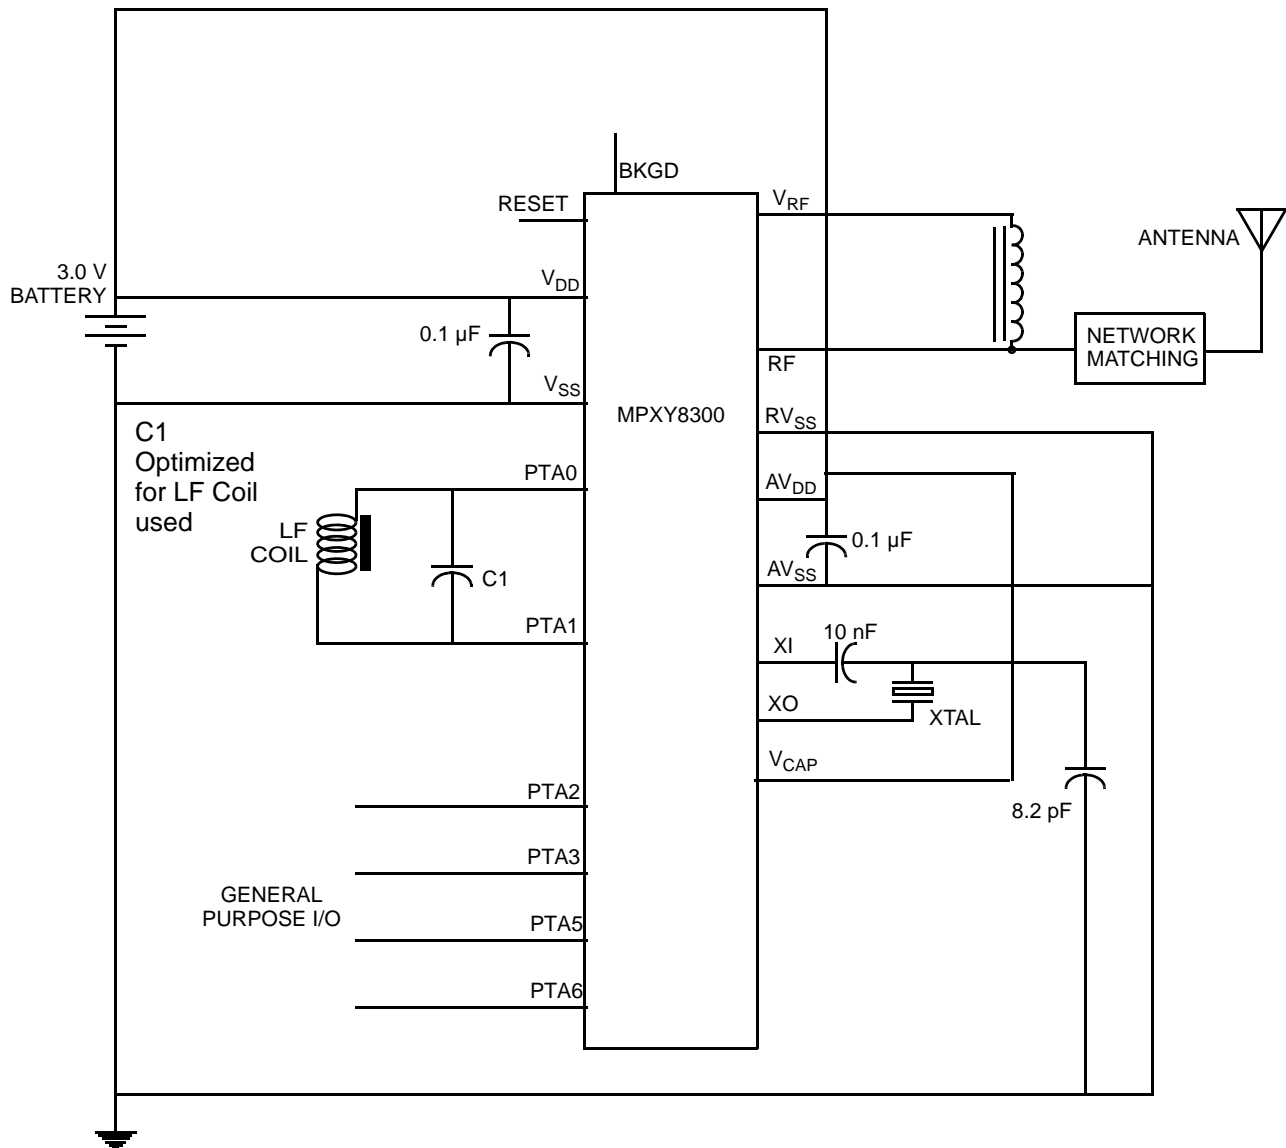 BKGD
RESET
V_RF
ANTENNA
3.0 V
BATTERY
V_DD
0.1 µF
NETWORK
MATCHING
RF
V_SS
MPXY8300
RV_SS
C1
Optimized
for LF Coil
used
PTA0
AV_DD
LF
COIL
0.1 µF
C1
AV_SS
PTA1
10 nF
XI
XO
XTAL
V_CAP
PTA2
8.2 pF
PTA3
GENERAL
PURPOSE I/O
PTA5
PTA6